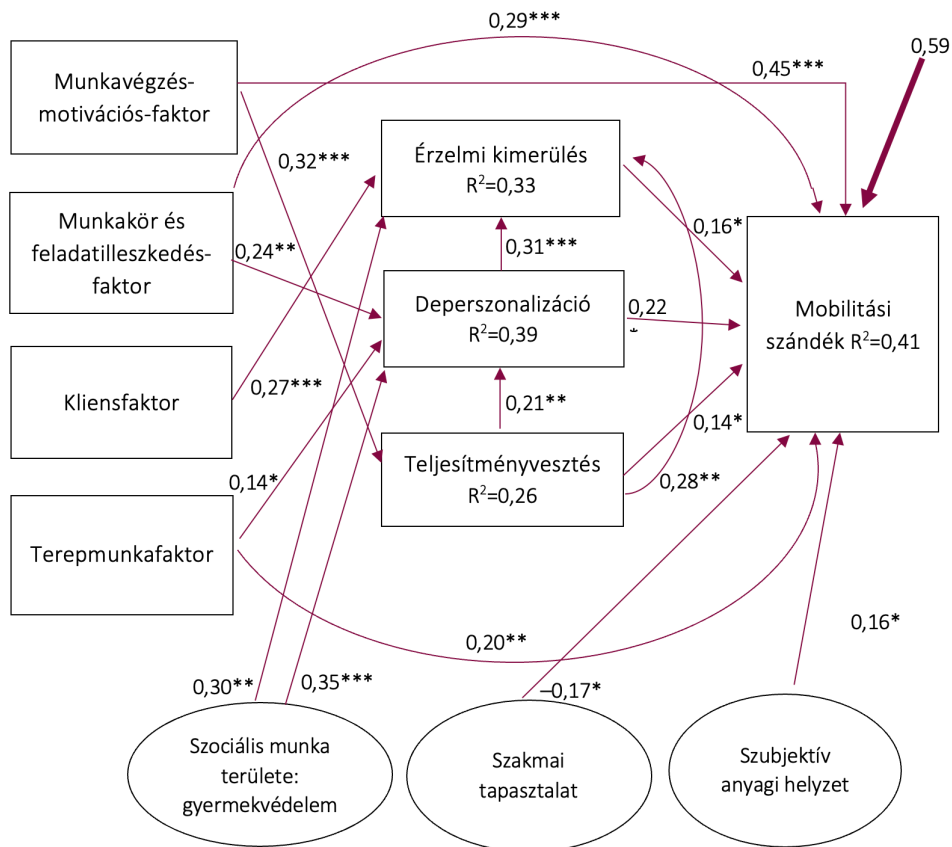 0,29***
0,59
Munkavégzés-
motivációs-faktor
0,45***
0,32***
Érzelmi kimerülés
R²=0,33
Munkakör és
feladatilleszkedés-
faktor
0,24**
0,16*
0,31***
Deperszonalizáció
R²=0,39
0,22
*
Mobilitási
szándék R²=0,41
Kliensfaktor
0,27***
0,21**
0,14*
Teljesítményvesztés
R²=0,26
0,28**
0,14*
Terepmunkafaktor
0,20**
0,16*
0,30**
0,35***
–0,17*
Szociális munka
területe:
gyermekvédelem
Szakmai
tapasztalat
Szubjektív
anyagi helyzet